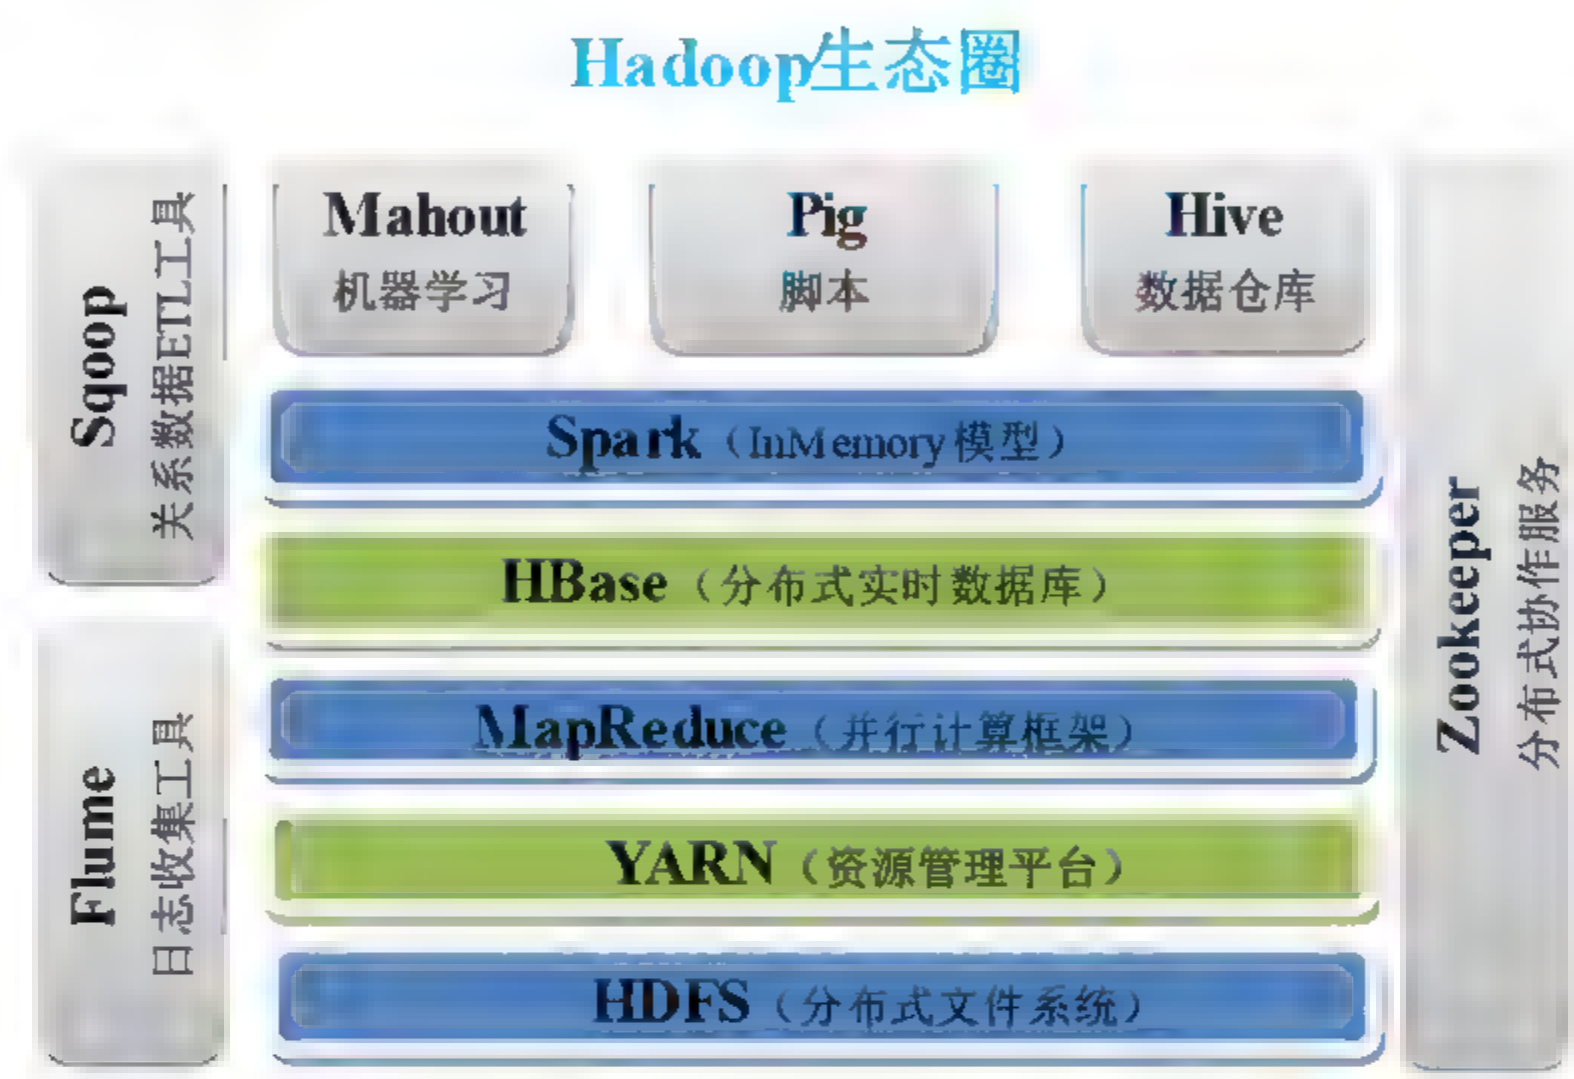 Hadoop生态圈
Sqoop
关系数据ETL工具
Flume
日志收集工具
Mahout
机器学习
Pig
脚本
Hive
数据仓库
Spark（InMemory模型）
HBase（分布式实时数据库）
MapReduce（并行计算框架）
YARN（资源管理平台）
HDFS（分布式文件系统）
Zookeeper
分布式协作服务